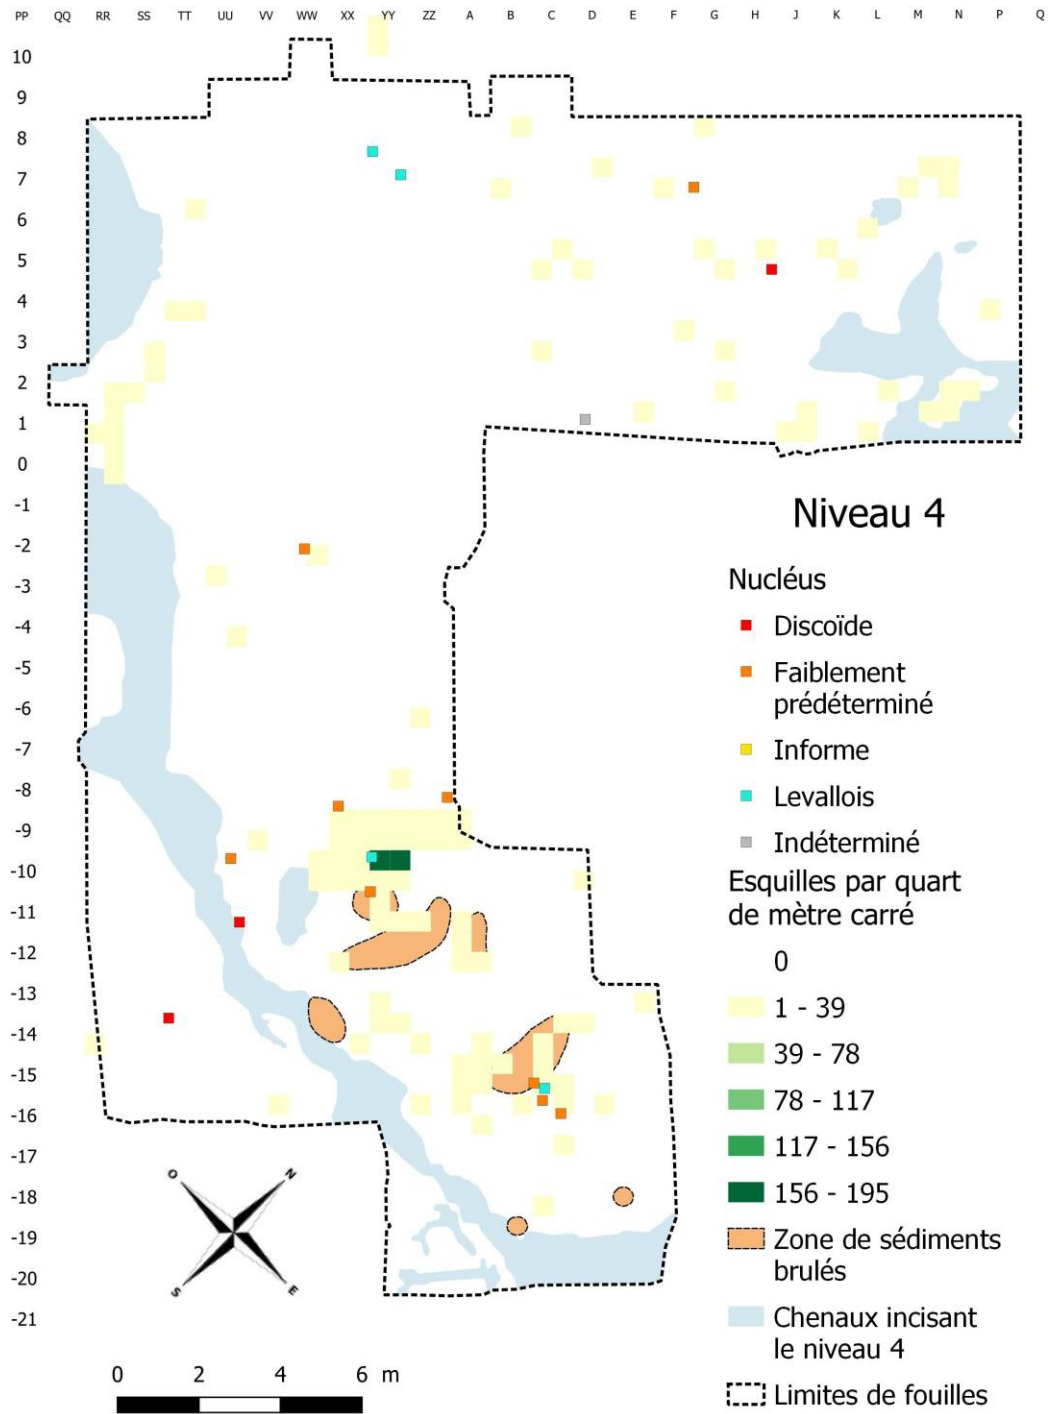 PP QQ RR SS TT UU VV WW XX YY ZZ A B C D E F G H J K L M N P Q
10
9
8
7
6
5
4
3
2
1
0
-1
-2
-3
-4
-5
-6
-7
-8
-9
-10
-11
-12
-13
-14
-15
-16
-17
-18
-19
-20
-21
Niveau 4
Nucléus
Discoïde
Faiblement
prédéterminé
Informe
Levallois
Indéterminé
Esquilles par quart
de mètre carré
0
1 - 39
39 - 78
78 - 117
117 - 156
156 - 195
Zone de sédiments
brulés
Chenaux incisant
le niveau 4
Limites de fouilles
O N
S E
0 2 4 6 m